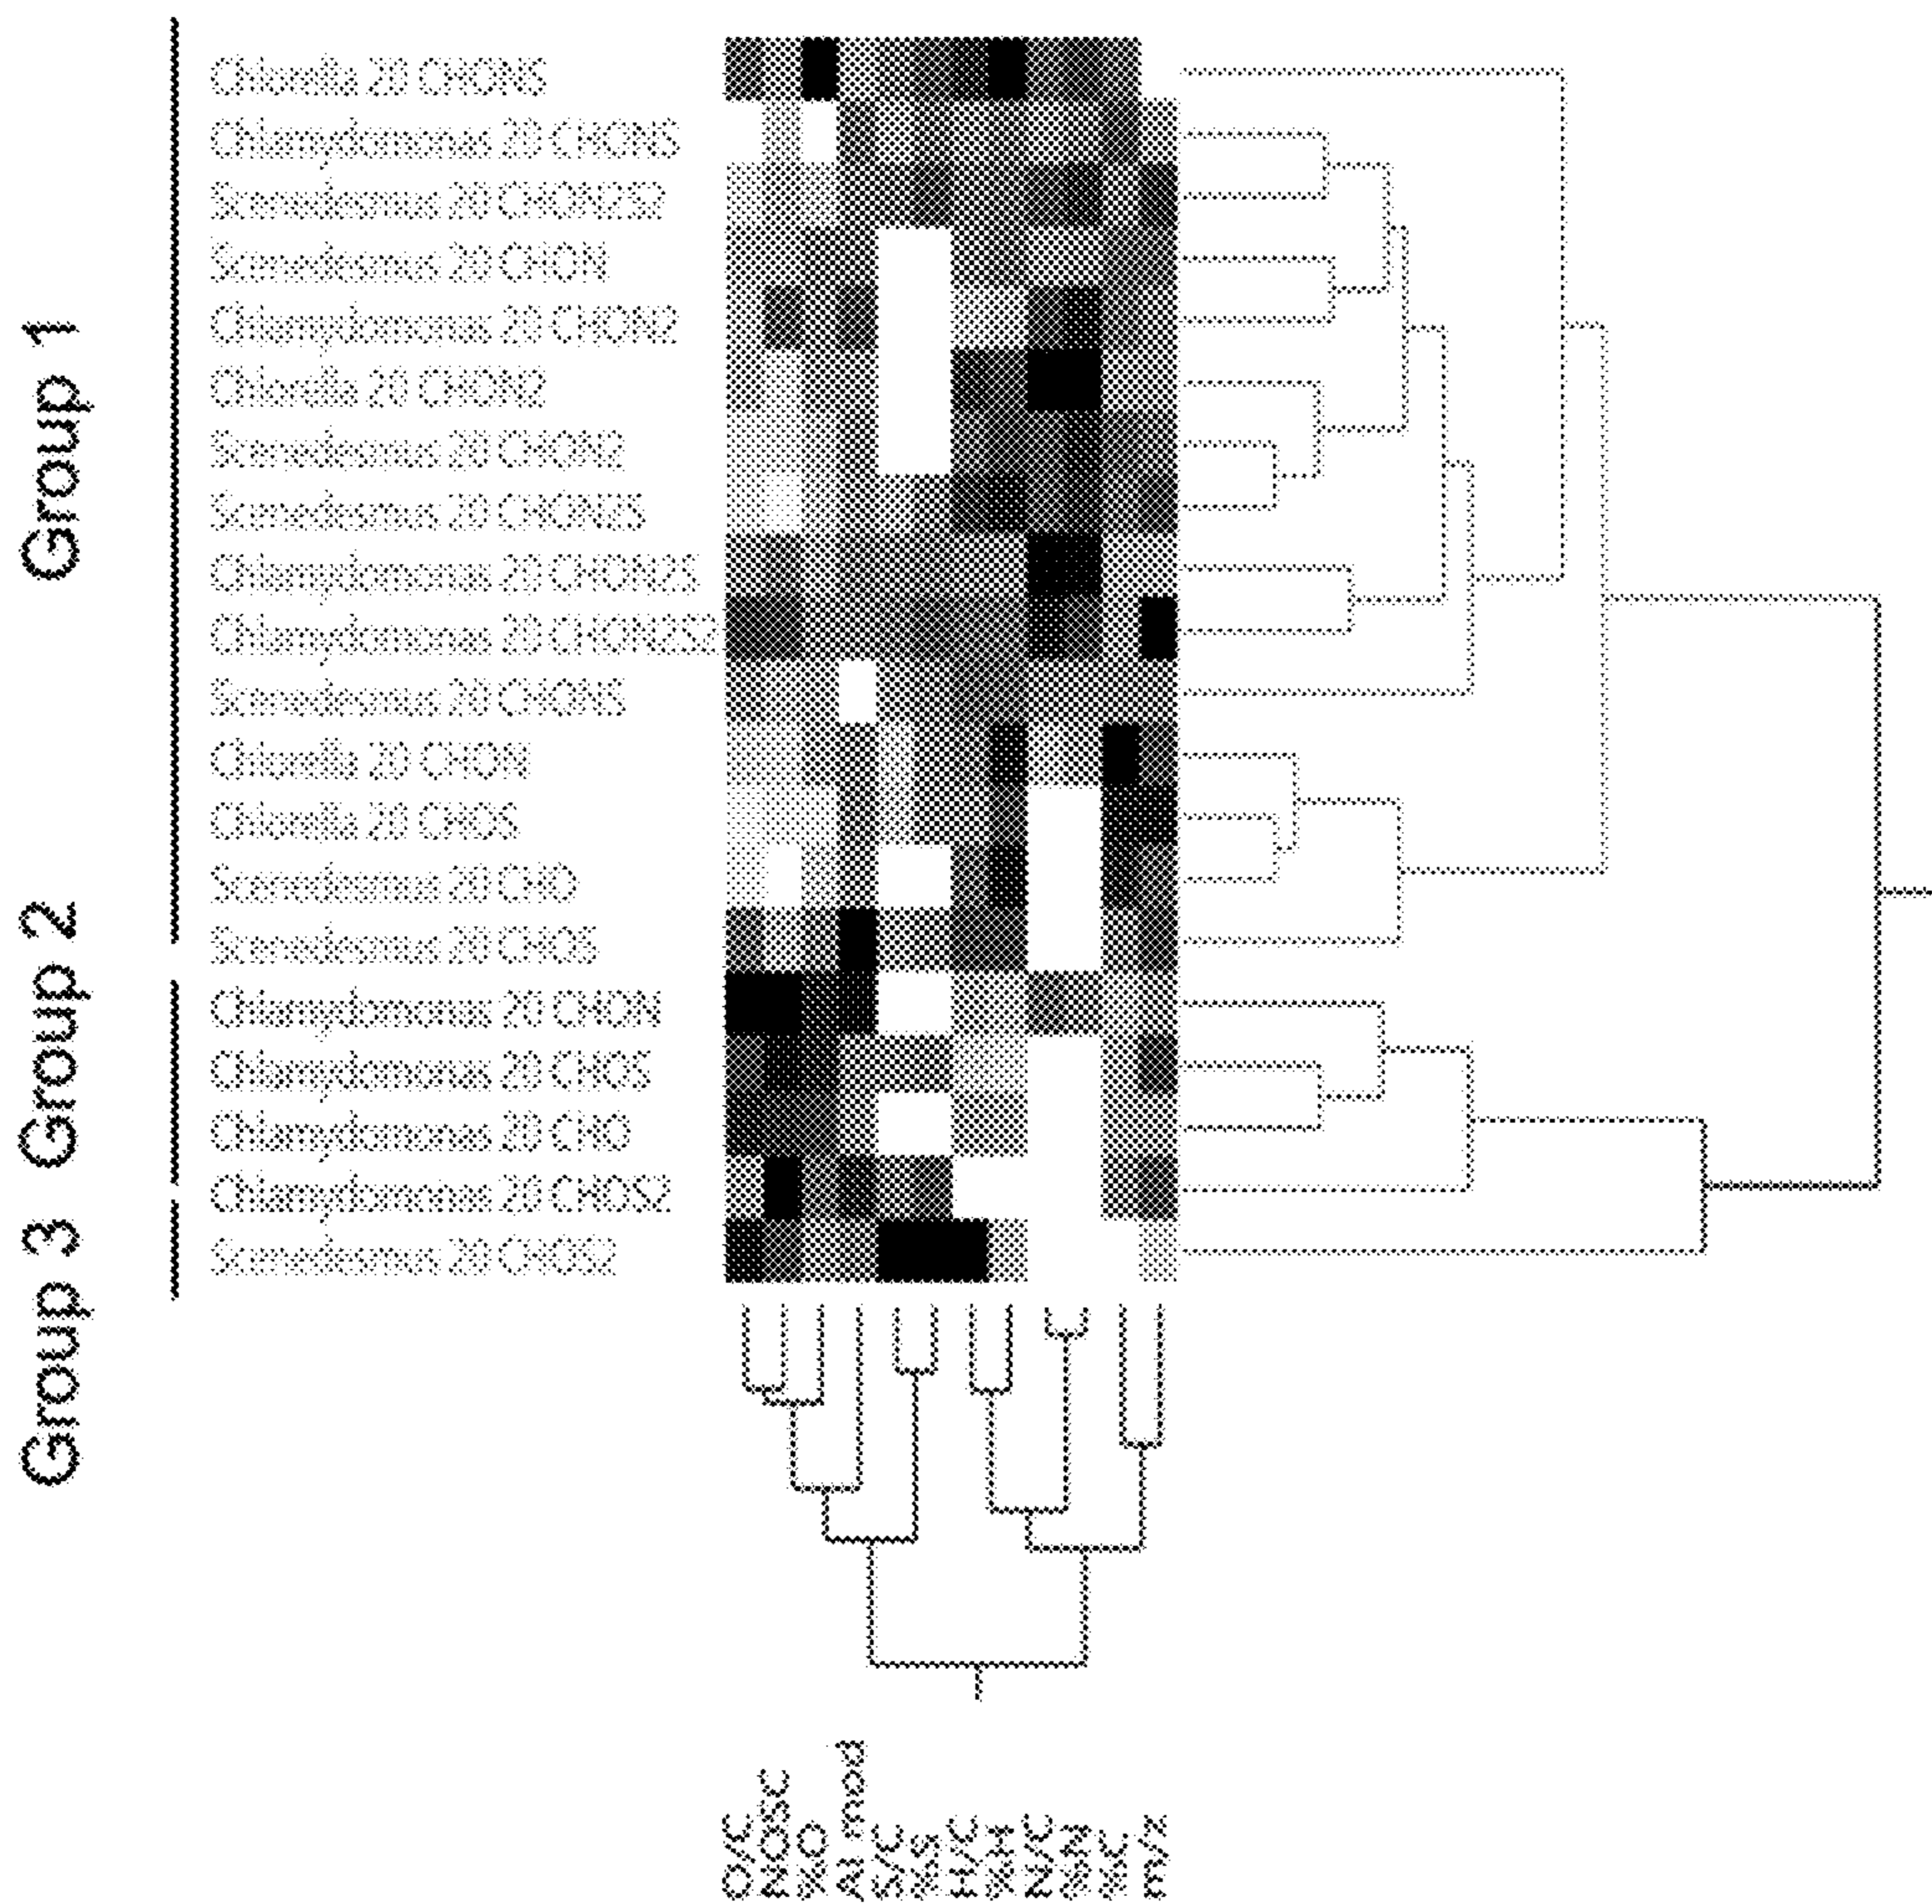 Group 1
Group 2
Group 3
Chlorella 20 CHONS
Chlamydomonas 20 CHONS
Scenedesmus 20 CHON2S2
Scenedesmus 20 CHON
Chlamydomonas 20 CHON2
Chlorella 20 CHON2
Scenedesmus 20 CHON2
Scenedesmus 20 CHON2S
Chlamydomonas 20 CHON2S
Chlamydomonas 20 CHON2S2
Scenedesmus 20 CHONS
Chlorella 20 CHON
Chlorella 20 CHOS
Scenedesmus 20 CHO
Scenedesmus 20 CHOS
Chlamydomonas 20 CHON
Chlamydomonas 20 CHOS
Chlamydomonas 20 CHO
Chlamydomonas 20 CHOS2
Scenedesmus 20 CHOS2
O/C
NOSC
%O
AI mod
S/C
%S
H/C
%H
N/C
%N
%C
m/z